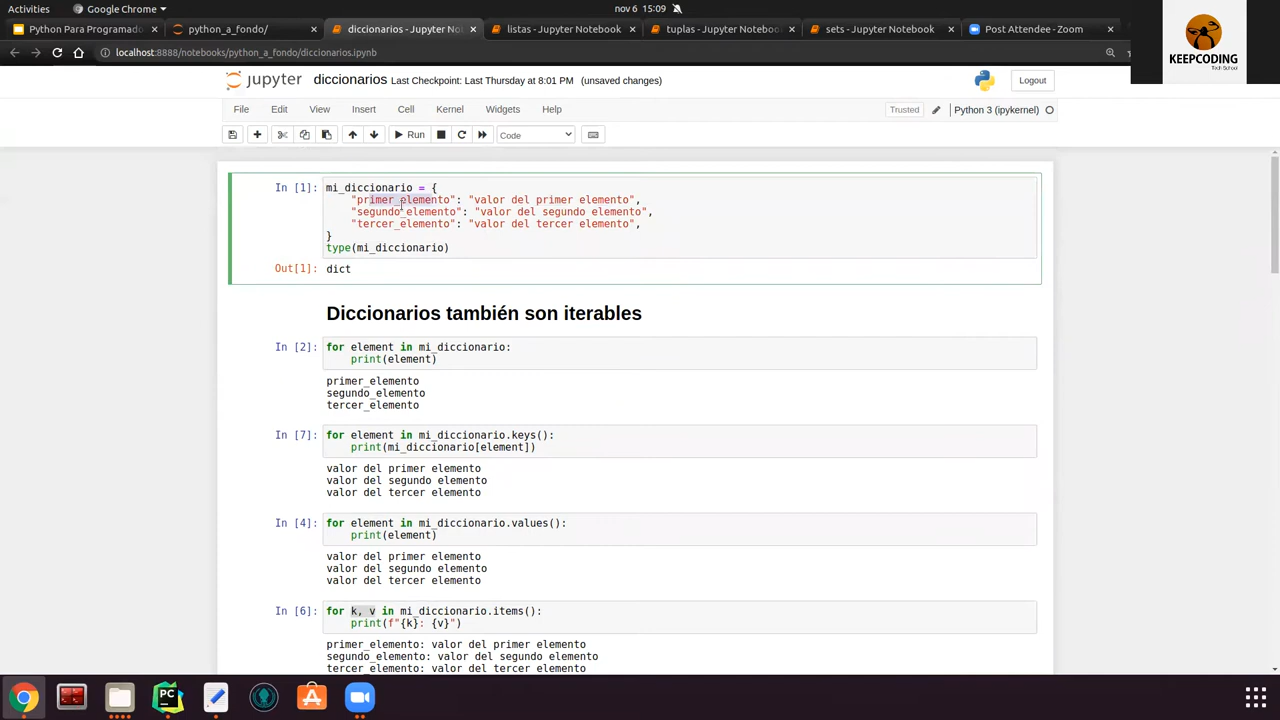 Activities
Google Chrome
nov 6 15:09
Python Para Programado
python_a_fondo/
diccionarios - Jupyter Not
listas - Jupyter Notebook
tuplas - Jupyter Notebook
sets - Jupyter Notebook
Post Attendee - Zoom
localhost:8888/notebooks/python_a_fondo/diccionarios.ipynb
KEEPCODING
Tech School
jupyter
diccionarios Last Checkpoint: Last Thursday at 8:01 PM (unsaved changes)
Logout
File Edit View Insert Cell Kernel Widgets Help
Trusted
Python 3 (ipykernel)
Run
Code
In [1]:
mi_diccionario = {
"primer_elemento": "valor del primer elemento",
"segundo_elemento": "valor del segundo elemento",
"tercer_elemento": "valor del tercer elemento",
}
type(mi_diccionario)
Out[1]: dict
Diccionarios también son iterables
In [2]: for element in mi_diccionario:
print(element)
primer_elemento
segundo_elemento
tercer_elemento
In [7]: for element in mi_diccionario.keys():
print(mi_diccionario[element])
valor del primer elemento
valor del segundo elemento
valor del tercer elemento
In [4]: for element in mi_diccionario.values():
print(element)
valor del primer elemento
valor del segundo elemento
valor del tercer elemento
In [6]: for k, v in mi_diccionario.items():
print(f"{k}: {v}")
primer_elemento: valor del primer elemento
segundo_elemento: valor del segundo elemento
tercer_elemento: valor del tercer elemento